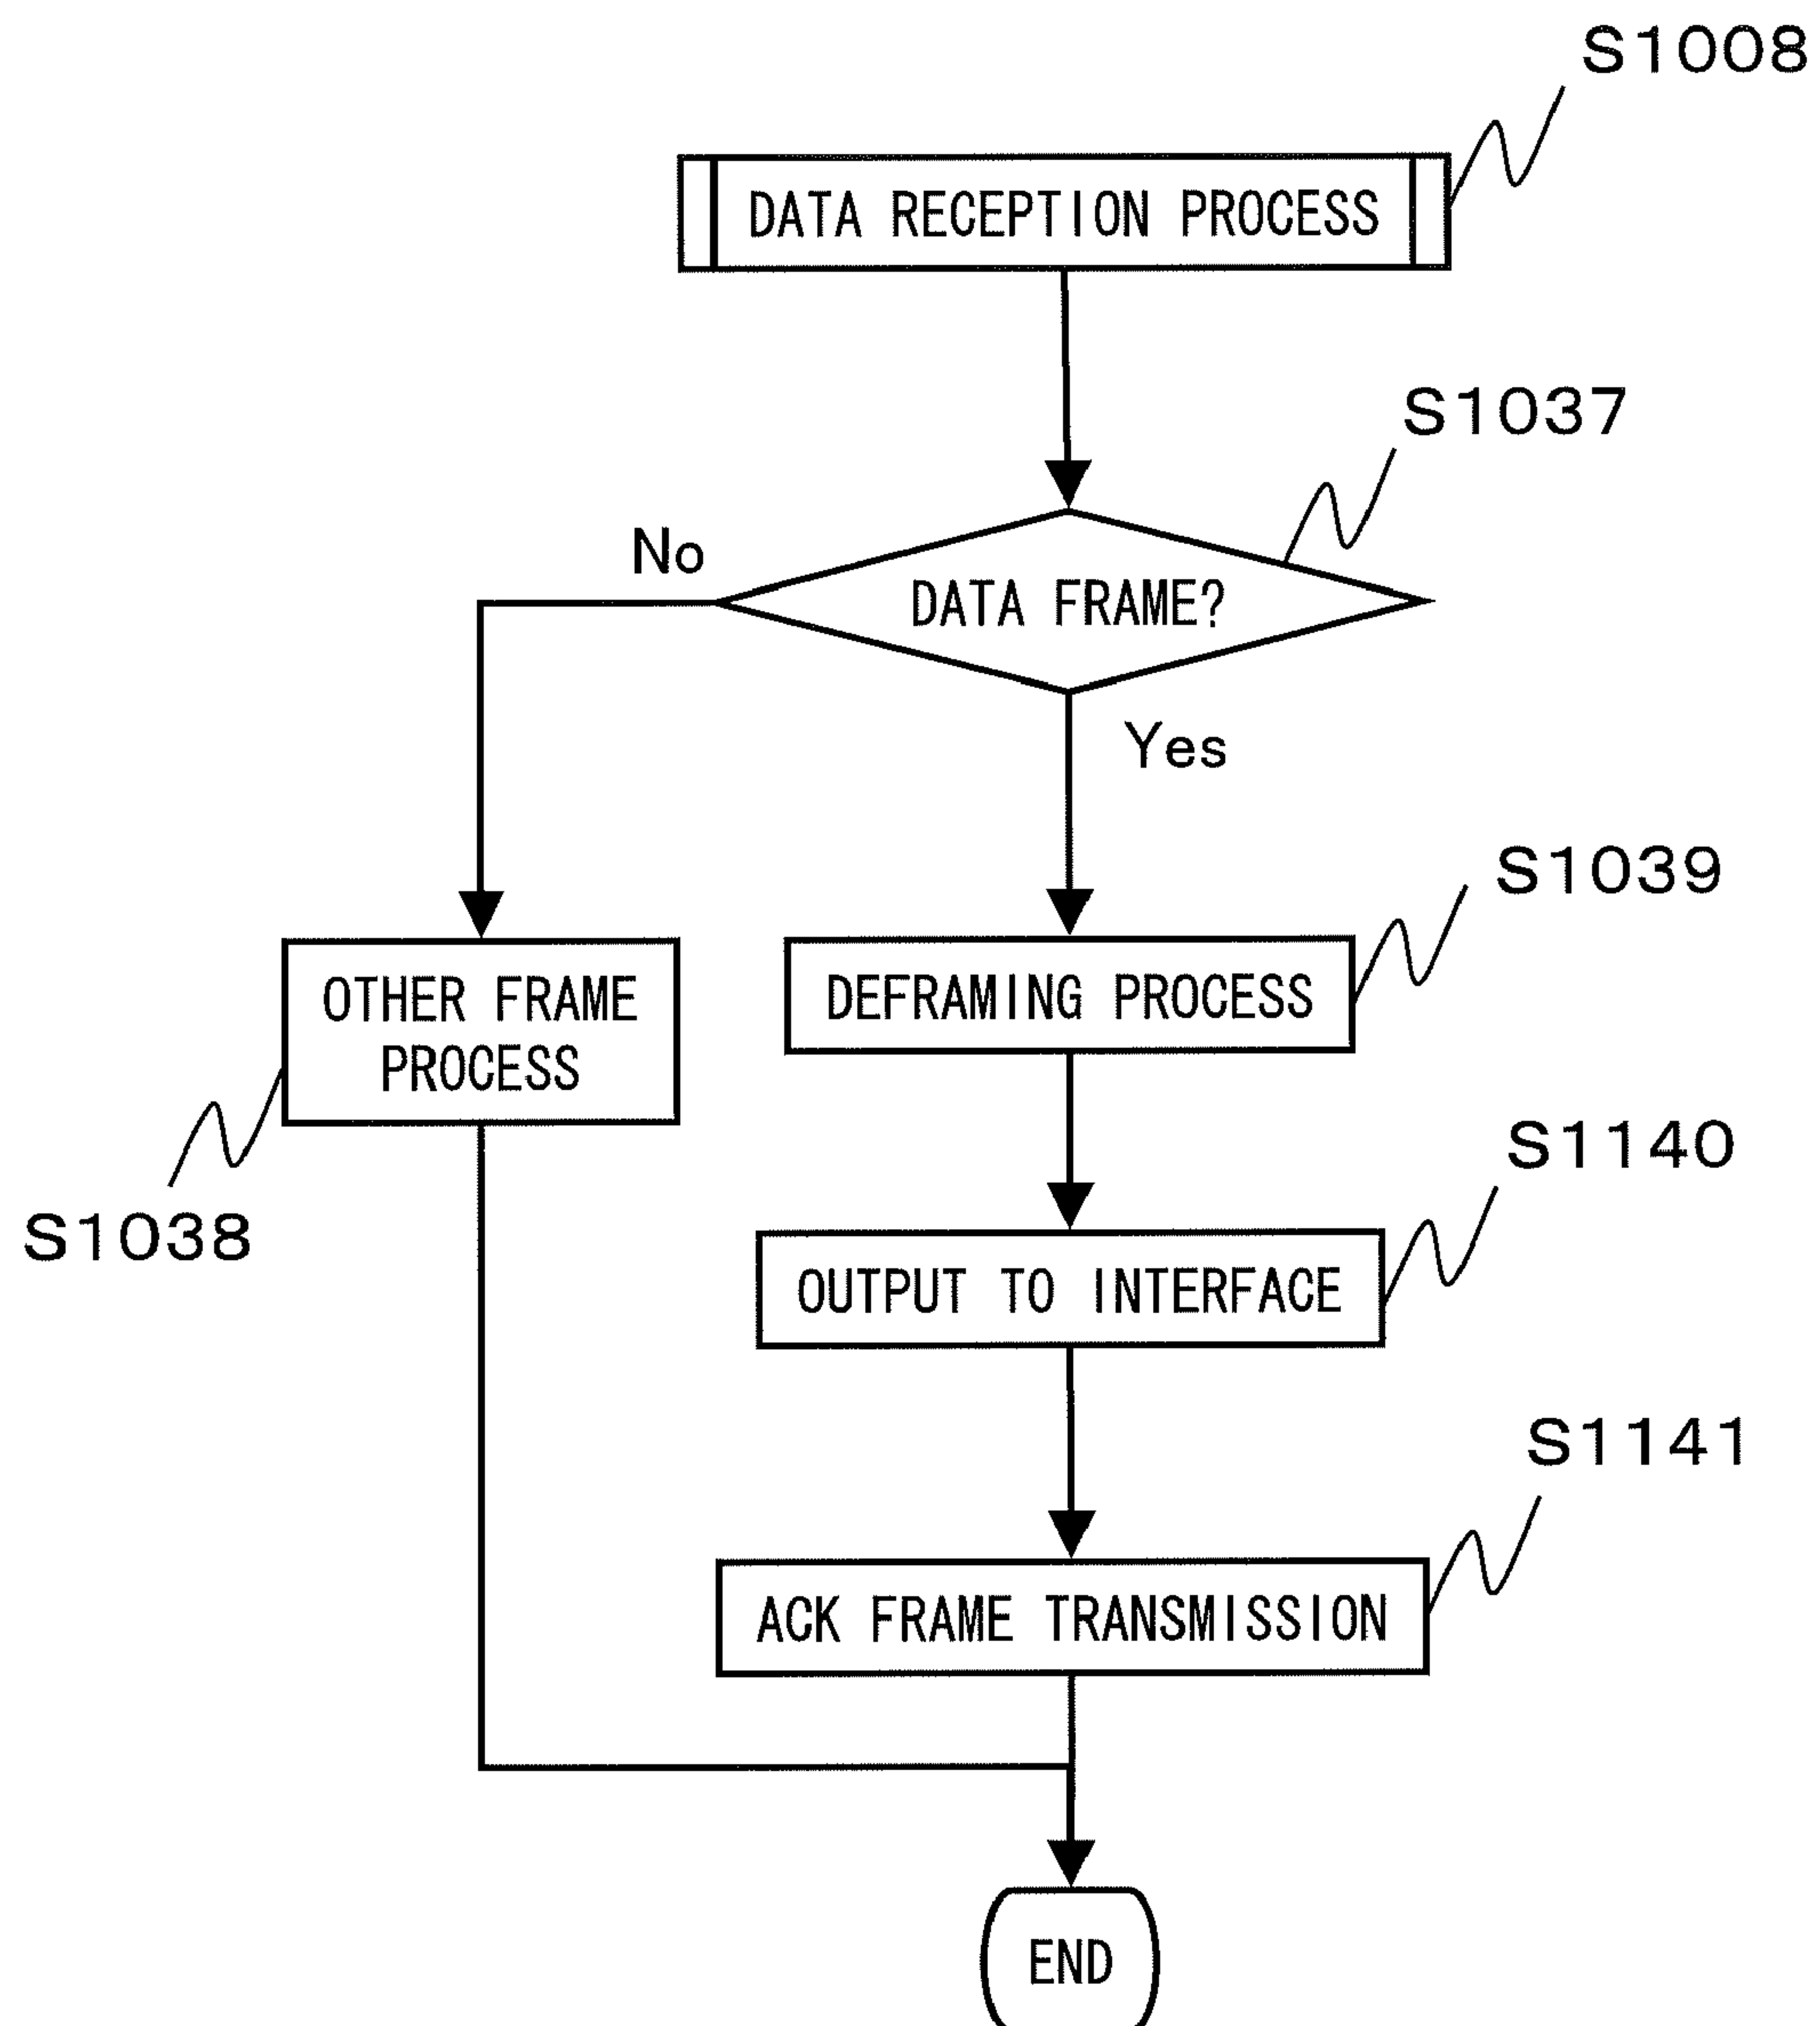 S1008
DATA RECEPTION PROCESS
S1037
No
DATA FRAME?
Yes
S1039
OTHER FRAME
PROCESS
DEFRAMING PROCESS
S1038
S1140
OUTPUT TO INTERFACE
S1141
ACK FRAME TRANSMISSION
END